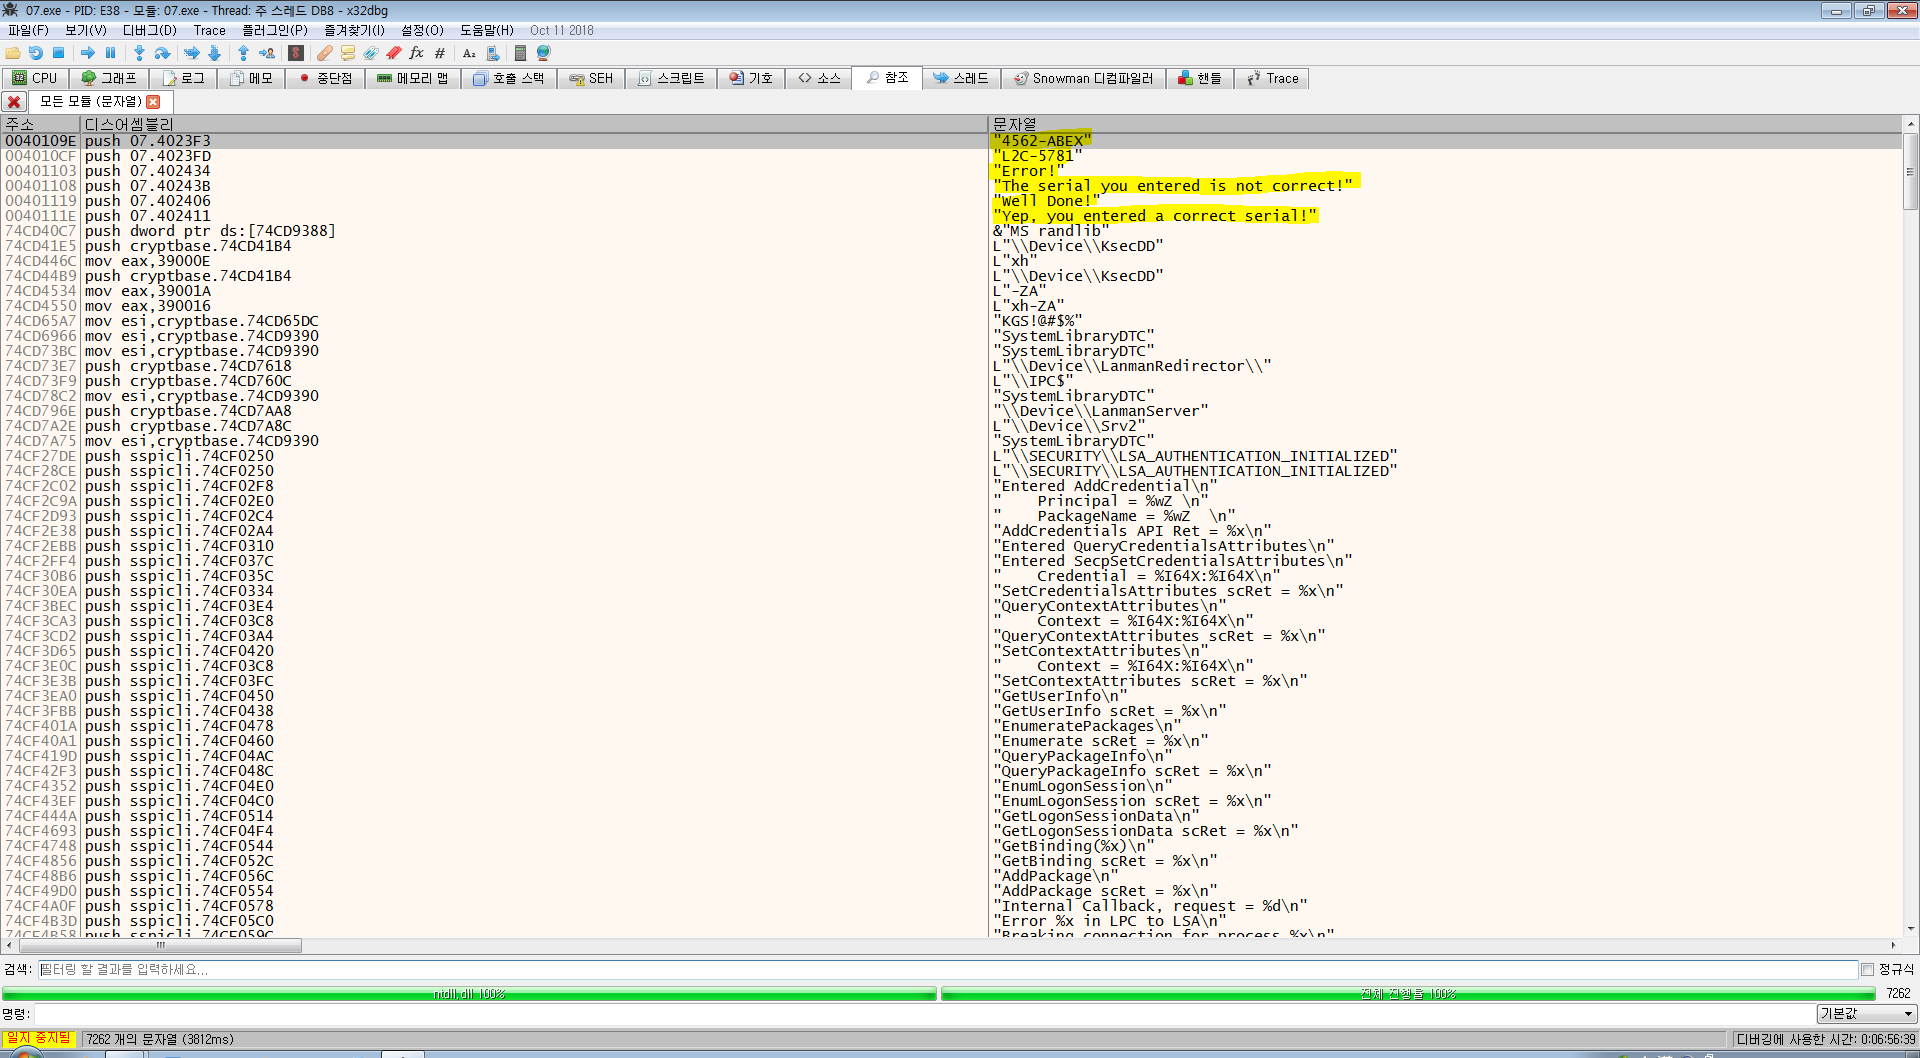 07.exe - PID: E38 - 모듈: 07.exe - Thread: 주 스레드 DB8 - x32dbg
파일(F) 보기(V) 디버그(D) Trace 플러그인(P) 즐겨찾기(I) 설정(O) 도움말(H) Oct 11 2018
CPU 그래프 로그 메모 중단점 메모리 맵 호출 스택 SEH 스크립트 기호 소스 참조 스레드 Snowman 디컴파일러 핸들 Trace
모든 모듈 (문자열)
주소 디스어셈블리 문자열
0040109E push 07.4023F3 "4562-ABEX"
004010CF push 07.4023FD "L2C-5781"
00401103 push 07.402434 "Error!"
00401108 push 07.40243B "The serial you entered is not correct!"
00401119 push 07.402406 "Well Done!"
0040111E push 07.402411 "Yep, you entered a correct serial!"
74CD40C7 push dword ptr ds:[74CD9388] &"MS randlib"
74CD41E5 push cryptbase.74CD41B4 L"\\Device\\KsecDD"
74CD446C mov eax,39000E L"xh"
74CD44B9 push cryptbase.74CD41B4 L"\\Device\\KsecDD"
74CD4534 mov eax,39001A L"-ZA"
74CD4550 mov eax,390016 L"xh-ZA"
74CD65A7 mov esi,cryptbase.74CD65DC "KGS!@#$%"
74CD6966 mov esi,cryptbase.74CD9390 "SystemLibraryDTC"
74CD73BC mov esi,cryptbase.74CD9390 "SystemLibraryDTC"
74CD73E7 push cryptbase.74CD7618 L"\\Device\\LanmanRedirector\\"
74CD73F9 push cryptbase.74CD760C L"\\IPC$"
74CD78C2 mov esi,cryptbase.74CD9390 "SystemLibraryDTC"
74CD796E push cryptbase.74CD7AA8 "\\Device\\LanmanServer"
74CD7A2E push cryptbase.74CD7A8C L"\\Device\\Srv2"
74CD7A75 mov esi,cryptbase.74CD9390 "SystemLibraryDTC"
74CF27DE push sspicli.74CF0250 L"\\SECURITY\\LSA_AUTHENTICATION_INITIALIZED"
74CF28CE push sspicli.74CF0250 L"\\SECURITY\\LSA_AUTHENTICATION_INITIALIZED"
74CF2C02 push sspicli.74CF02F8 "Entered AddCredential\n"
74CF2C9A push sspicli.74CF02E0 "    Principal = %wZ \n"
74CF2D93 push sspicli.74CF02C4 "    PackageName = %wZ  \n"
74CF2E38 push sspicli.74CF02A4 "AddCredentials API Ret = %x\n"
74CF2EBB push sspicli.74CF0310 "Entered QueryCredentialsAttributes\n"
74CF2FF4 push sspicli.74CF037C "Entered SecpSetCredentialsAttributes\n"
74CF30B6 push sspicli.74CF035C "    Credential = %I64X:%I64X\n"
74CF30EA push sspicli.74CF0334 "SetCredentialsAttributes scRet = %x\n"
74CF3BEC push sspicli.74CF03E4 "QueryContextAttributes\n"
74CF3CA3 push sspicli.74CF03C8 "    Context = %I64X:%I64X\n"
74CF3CD2 push sspicli.74CF03A4 "QueryContextAttributes scRet = %x\n"
74CF3D65 push sspicli.74CF0420 "SetContextAttributes\n"
74CF3E0C push sspicli.74CF03C8 "    Context = %I64X:%I64X\n"
74CF3E3B push sspicli.74CF03FC "SetContextAttributes scRet = %x\n"
74CF3EA0 push sspicli.74CF0450 "GetUserInfo\n"
74CF3FBB push sspicli.74CF0438 "GetUserInfo scRet = %x\n"
74CF401A push sspicli.74CF0478 "EnumeratePackages\n"
74CF40A1 push sspicli.74CF0460 "Enumerate scRet = %x\n"
74CF419D push sspicli.74CF04AC "QueryPackageInfo\n"
74CF42F3 push sspicli.74CF048C "QueryPackageInfo scRet = %x\n"
74CF4352 push sspicli.74CF04E0 "EnumLogonSession\n"
74CF43EF push sspicli.74CF04C0 "EnumLogonSession scRet = %x\n"
74CF444A push sspicli.74CF0514 "GetLogonSessionData\n"
74CF4693 push sspicli.74CF04F4 "GetLogonSessionData scRet = %x\n"
74CF4748 push sspicli.74CF0544 "GetBinding(%x)\n"
74CF4856 push sspicli.74CF052C "GetBinding scRet = %x\n"
74CF48B6 push sspicli.74CF056C "AddPackage\n"
74CF49D0 push sspicli.74CF0554 "AddPackage scRet = %x\n"
74CF4A0F push sspicli.74CF0578 "Internal Callback, request = %d\n"
74CF4B3D push sspicli.74CF05C0 "Error %x in LPC to LSA\n"
74CF4B58 push sspicli.74CF059C "Breaking connection for process %x\n"
검색: 필터링 할 결과를 입력하세요... 정규식
ntdll.dll 100% 전체 진행률 100% 7262
명령: 기본값
일지 중지됨 7262 개의 문자열 (3812ms) 디버깅에 사용한 시간: 0:06:56:39